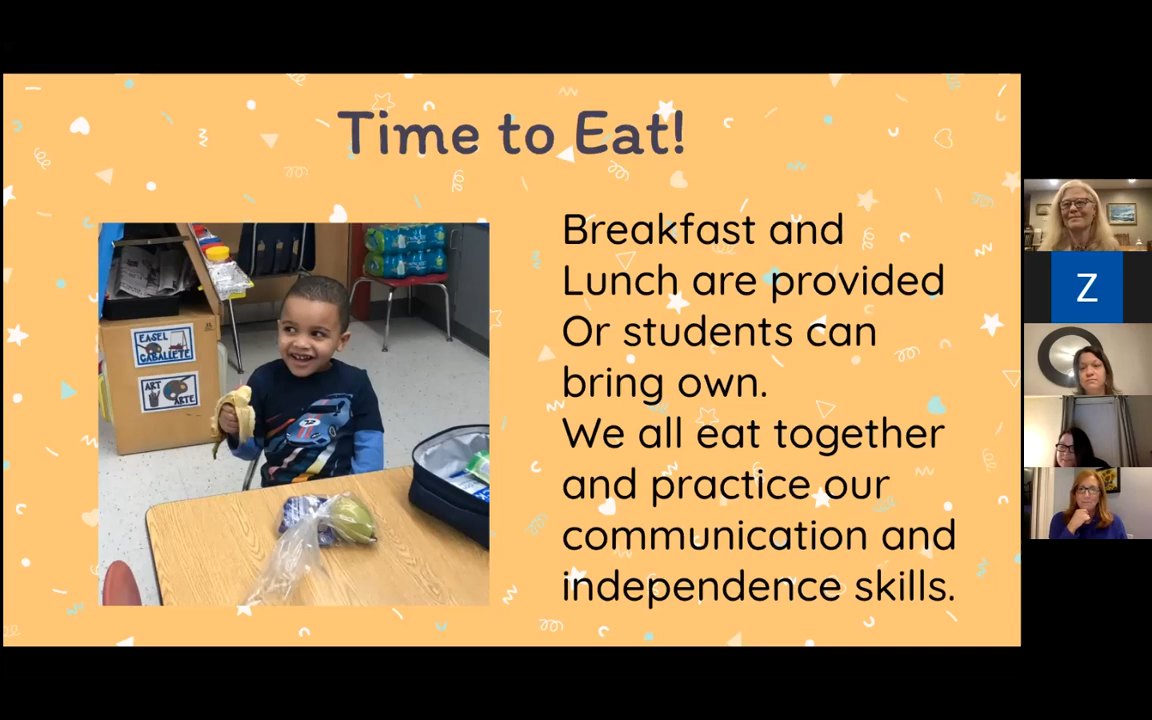 Time to Eat!
Breakfast and
Lunch are provided
Or students can
bring own.
We all eat together
and practice our
communication and
independence skills.
EASEL
CABALLETE
ART
ARTE
Z